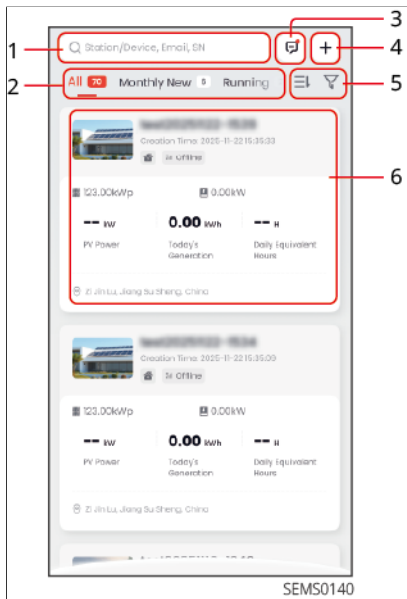 3
1
Station/Device, Email, SN
4
2
All 70 Monthly New 5 Running
5
Creation Time: 2025-11-22 15:35:33
Offline
6
123.00kWp 0.00kW
-- kW 0.00 kWh -- H
PV Power Today's Daily Equivalent
Generation Hours
Zi Jin Lu, Jiang Su Sheng, China
Creation Time: 2025-11-22 15:35:00
Offline
123.00kWp 0.00kW
-- kW 0.00 kWh -- H
PV Power Today's Daily Equivalent
Generation Hours
Zi Jin Lu, Jiang Su Sheng, China
SEMS0140